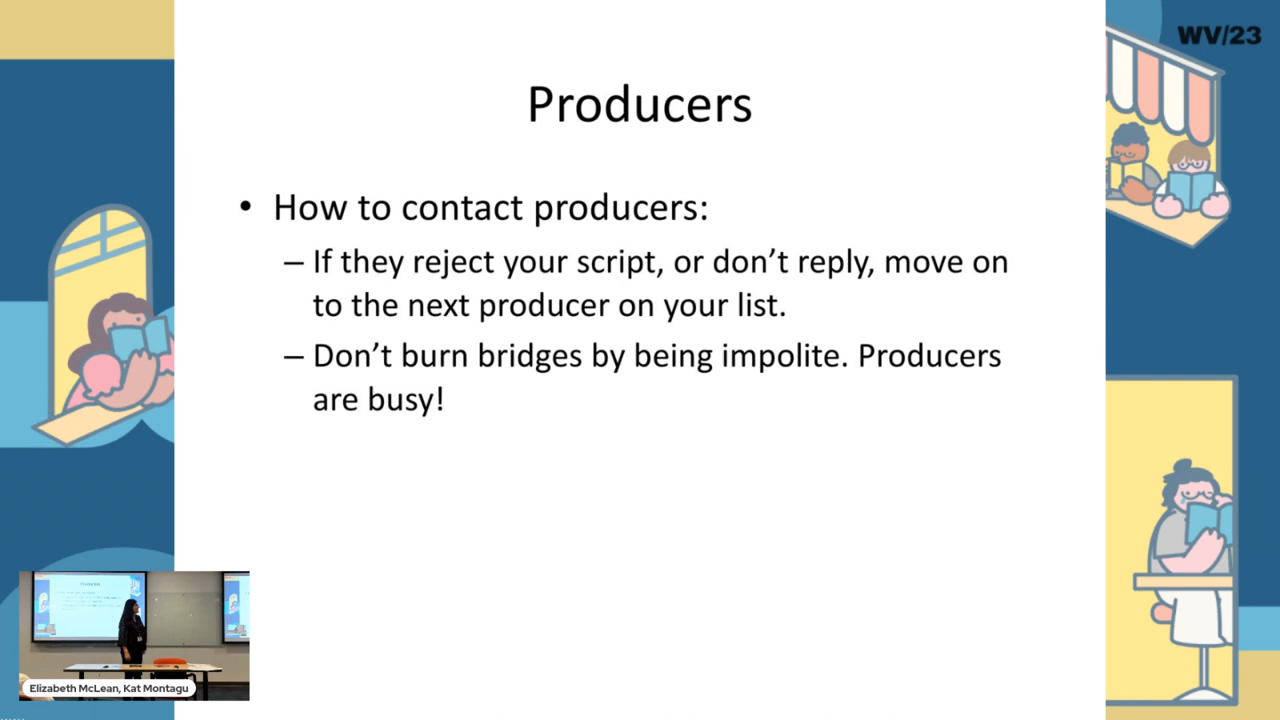 WV/23
Producers
• How to contact producers:
– If they reject your script, or don’t reply, move on
to the next producer on your list.
– Don’t burn bridges by being impolite. Producers
are busy!
Elizabeth McLean, Kat Montagu